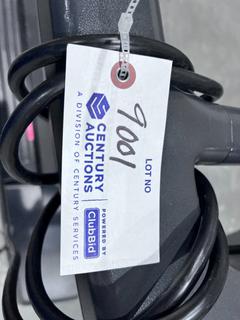 LOT NO
9001
CENTURY
AUCTIONS
A DIVISION OF CENTURY SERVICES
POWERED BY
ClubBid